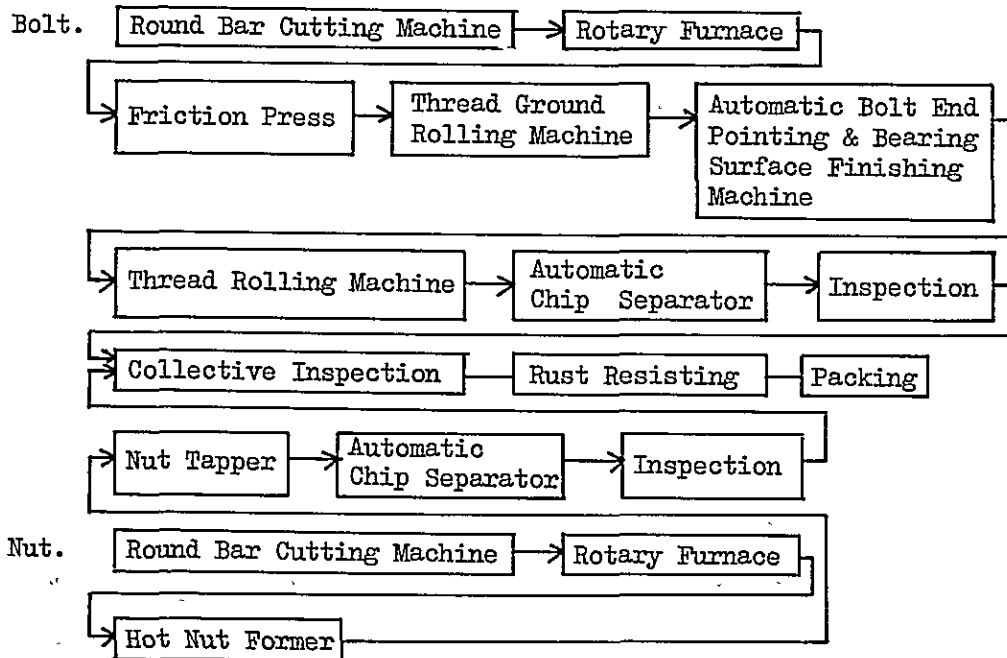 Bolt.
Round Bar Cutting Machine
Rotary Furnace
Friction Press
Thread Ground
Rolling Machine
Automatic Bolt End
Pointing & Bearing
Surface Finishing
Machine
Thread Rolling Machine
Automatic
Chip Separator
Inspection
Collective Inspection
Rust Resisting
Packing
Nut Tapper
Automatic
Chip Separator
Inspection
Nut.
Round Bar Cutting Machine
Rotary Furnace
Hot Nut Former